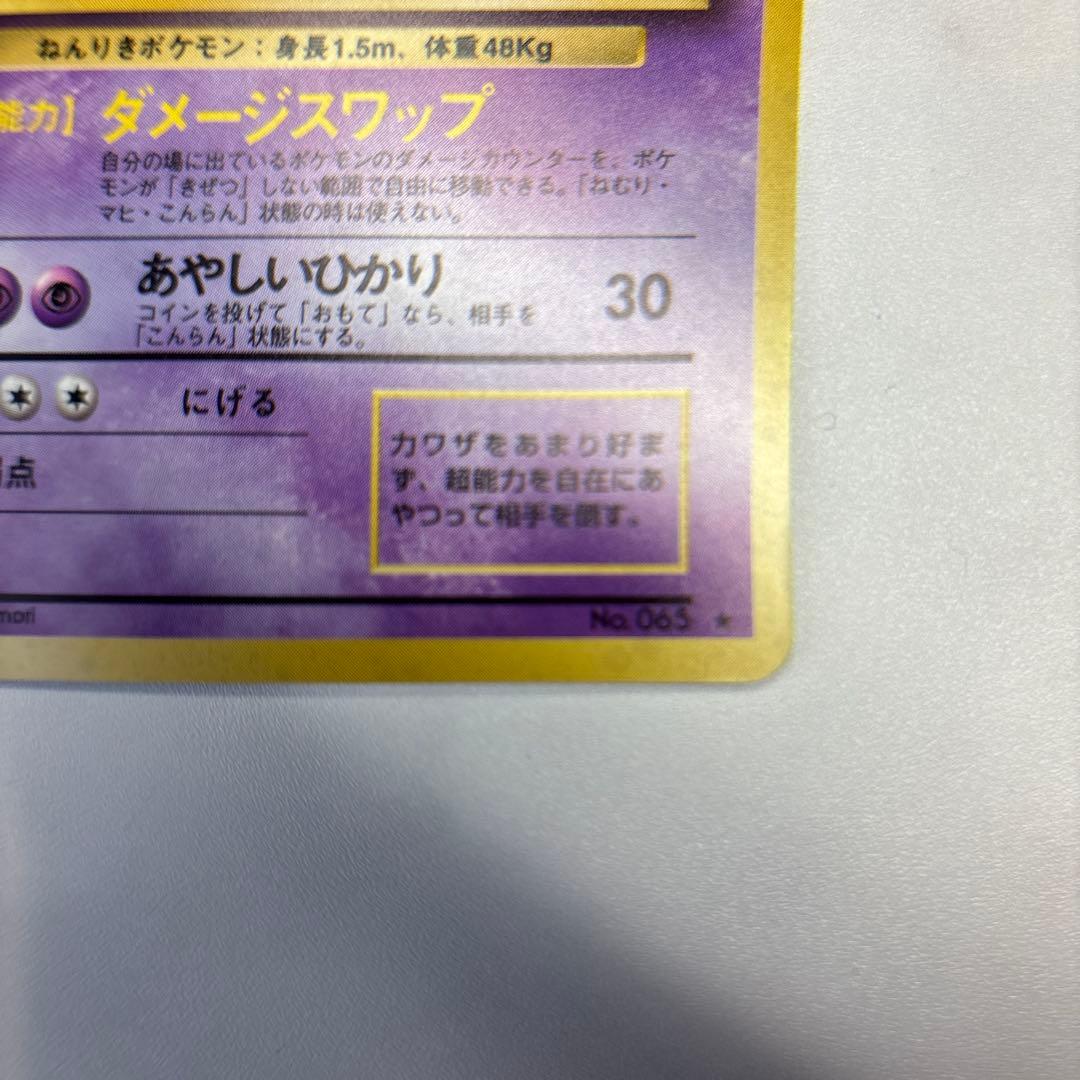 ねんりきポケモン：身長1.5m、体重48Kg
能力】 ダメージスワップ
自分の場に出ているポケモンのダメージカウンターを、ポケ
モンが「きぜつ」しない範囲で自由に移動できる。「ねむり・
マヒ・こんらん」状態の時は使えない。
あやしいひかり 30
コインを投げて「おもて」なら、相手を
「こんらん」状態にする。
にげる
力ワザをあまり好ま
ず、超能力を自在にあ
やつって相手を倒す。
点
mori
No. 065 ★